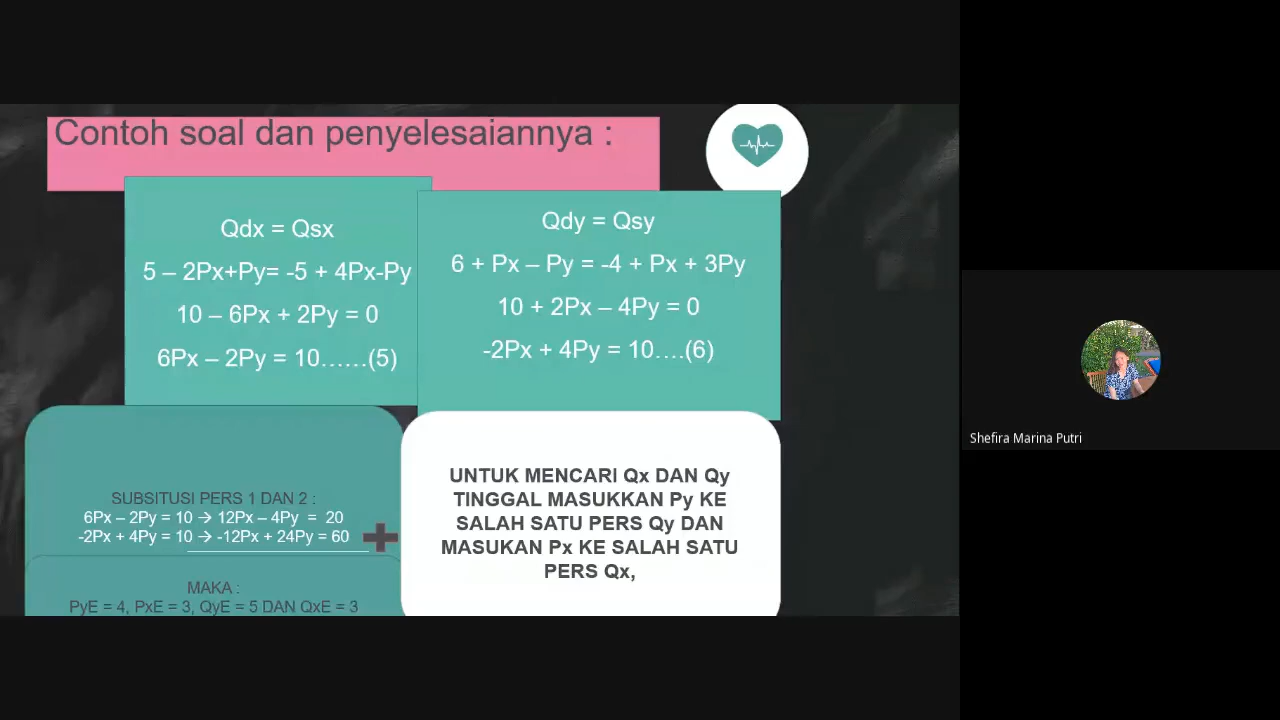 Contoh soal dan penyelesaiannya :
Qdx = Qsx
5 – 2Px+Py= -5 + 4Px-Py
10 – 6Px + 2Py = 0
6Px – 2Py = 10……(5)
Qdy = Qsy
6 + Px – Py = -4 + Px + 3Py
10 + 2Px – 4Py = 0
-2Px + 4Py = 10….(6)
SUBSITUSI PERS 1 DAN 2 :
6Px – 2Py = 10 → 12Px – 4Py = 20
-2Px + 4Py = 10 → -12Px + 24Py = 60
MAKA :
PyE = 4, PxE = 3, QyE = 5 DAN QxE = 3
UNTUK MENCARI Qx DAN Qy
TINGGAL MASUKKAN Py KE
SALAH SATU PERS Qy DAN
MASUKAN Px KE SALAH SATU
PERS Qx,
Shefira Marina Putri